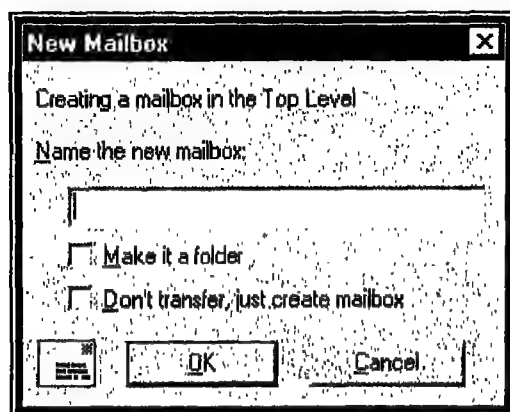 New Mailbox
Creating a mailbox in the Top Level
Name the new mailbox:
Make it a folder
Don't transfer, just create mailbox
OK
Cancel